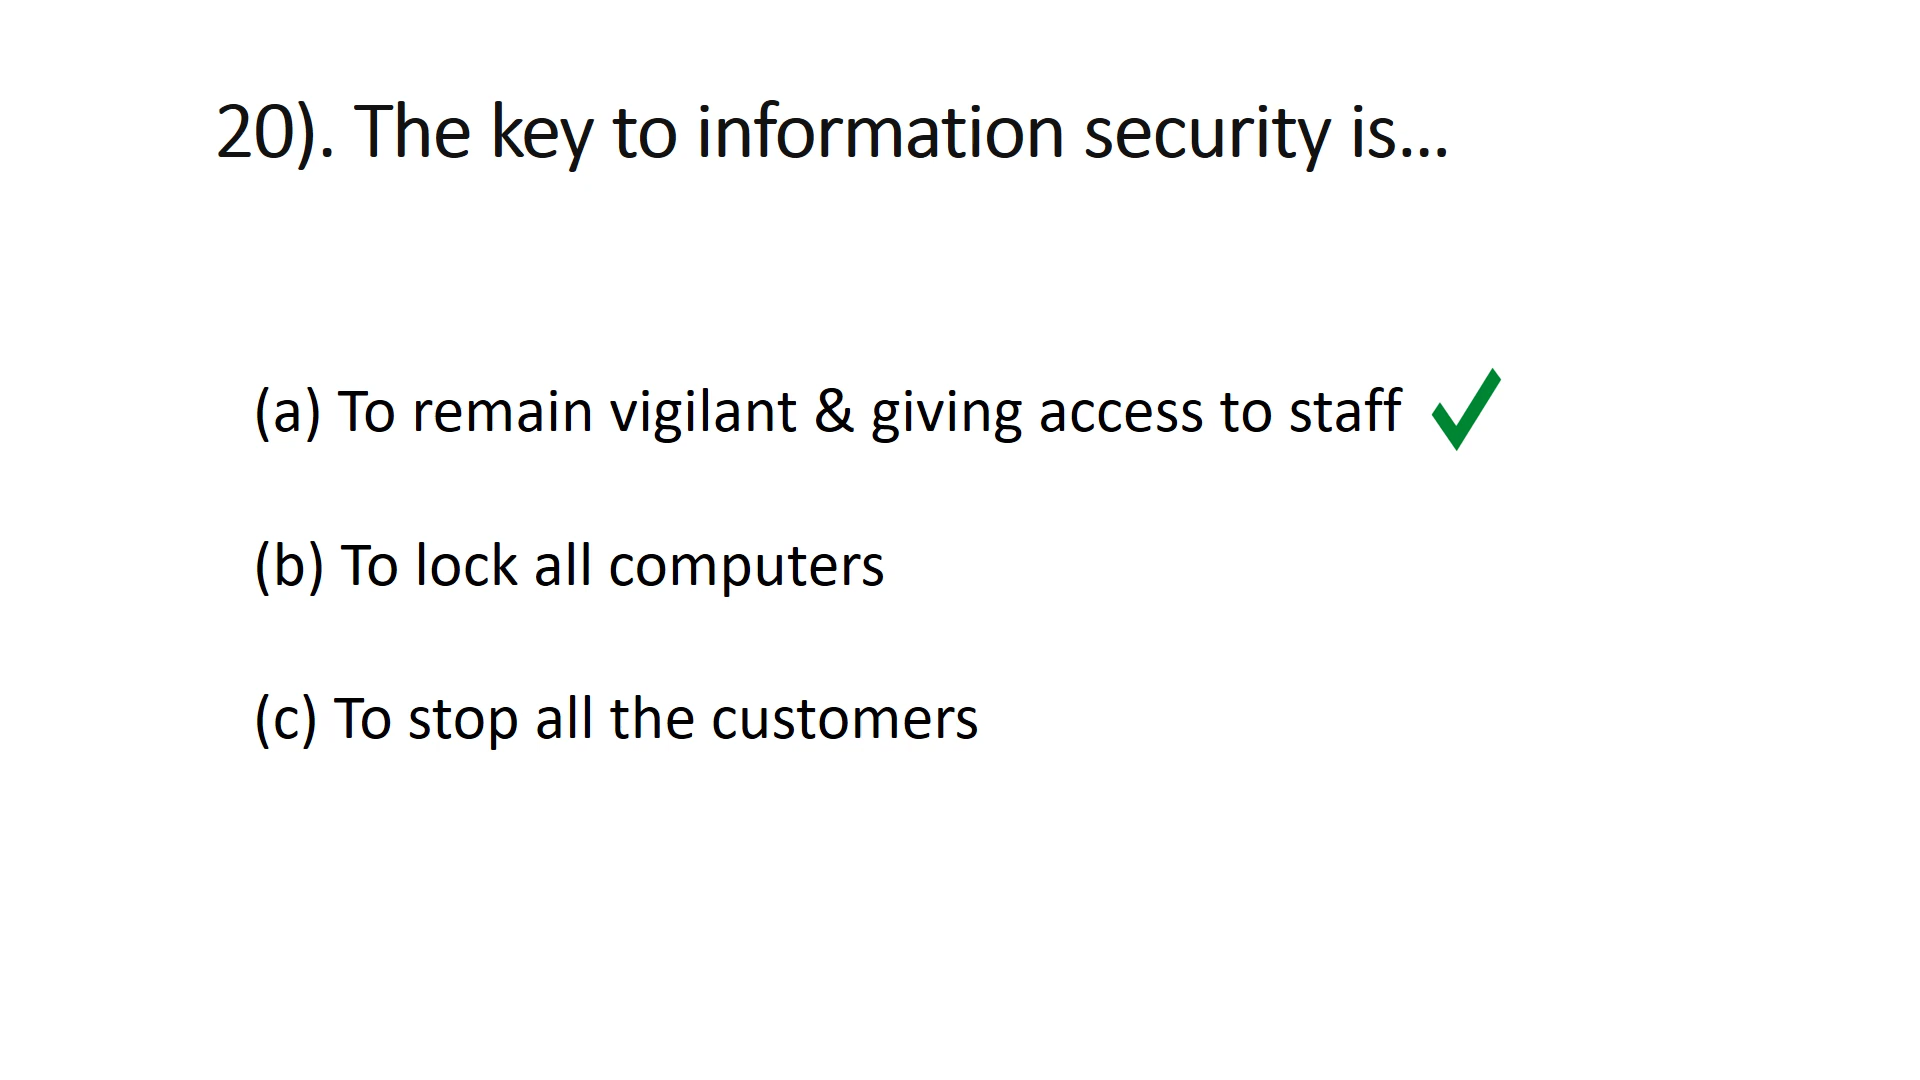 20). The key to information security is...
(a) To remain vigilant & giving access to staff
(b) To lock all computers
(c) To stop all the customers